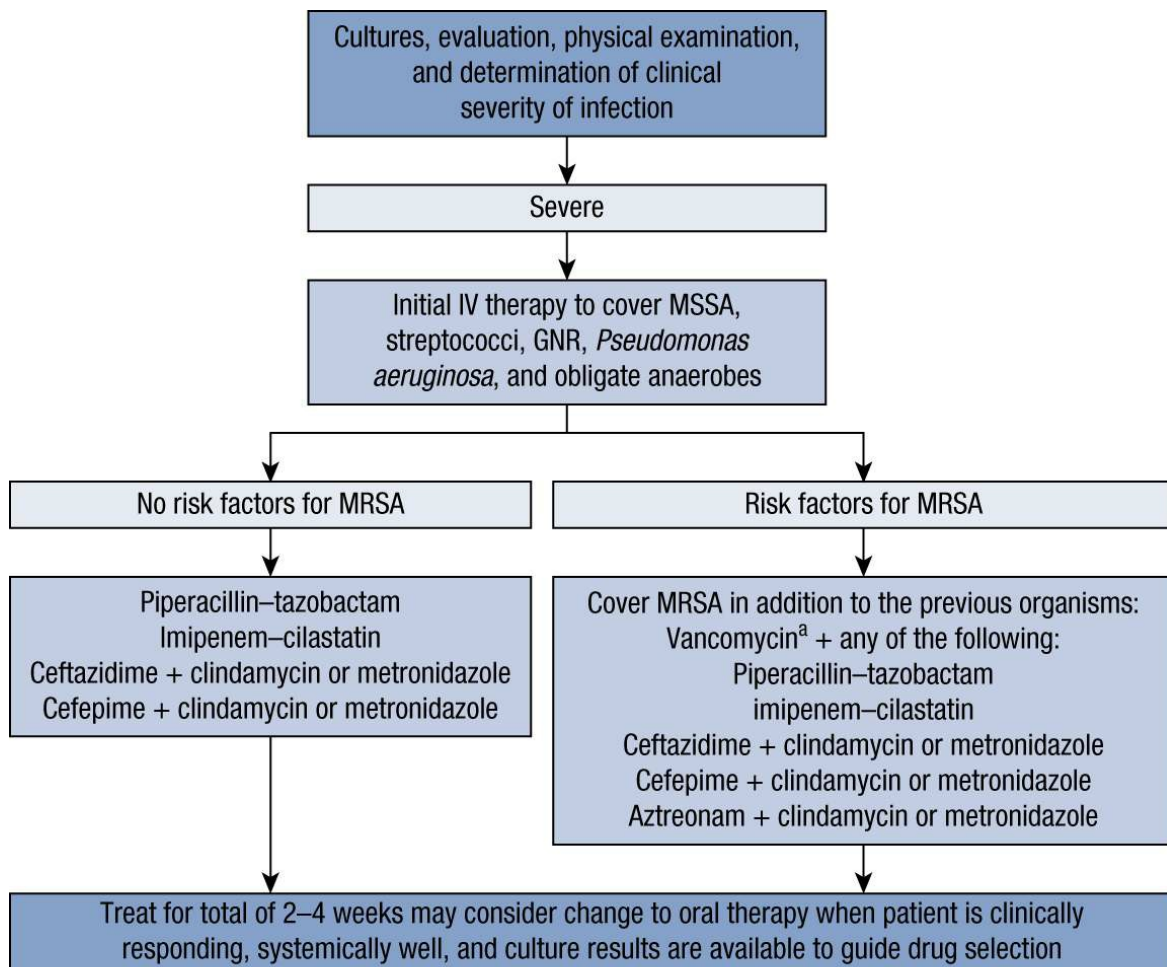 Cultures, evaluation, physical examination,
and determination of clinical
severity of infection
Severe
Initial IV therapy to cover MSSA,
streptococci, GNR, Pseudomonas
aeruginosa, and obligate anaerobes
No risk factors for MRSA
Risk factors for MRSA
Piperacillin–tazobactam
Imipenem–cilastatin
Ceftazidime + clindamycin or metronidazole
Cefepime + clindamycin or metronidazole
Cover MRSA in addition to the previous organisms:
Vancomycinᵃ + any of the following:
Piperacillin–tazobactam
imipenem–cilastatin
Ceftazidime + clindamycin or metronidazole
Cefepime + clindamycin or metronidazole
Aztreonam + clindamycin or metronidazole
Treat for total of 2–4 weeks may consider change to oral therapy when patient is clinically
responding, systemically well, and culture results are available to guide drug selection